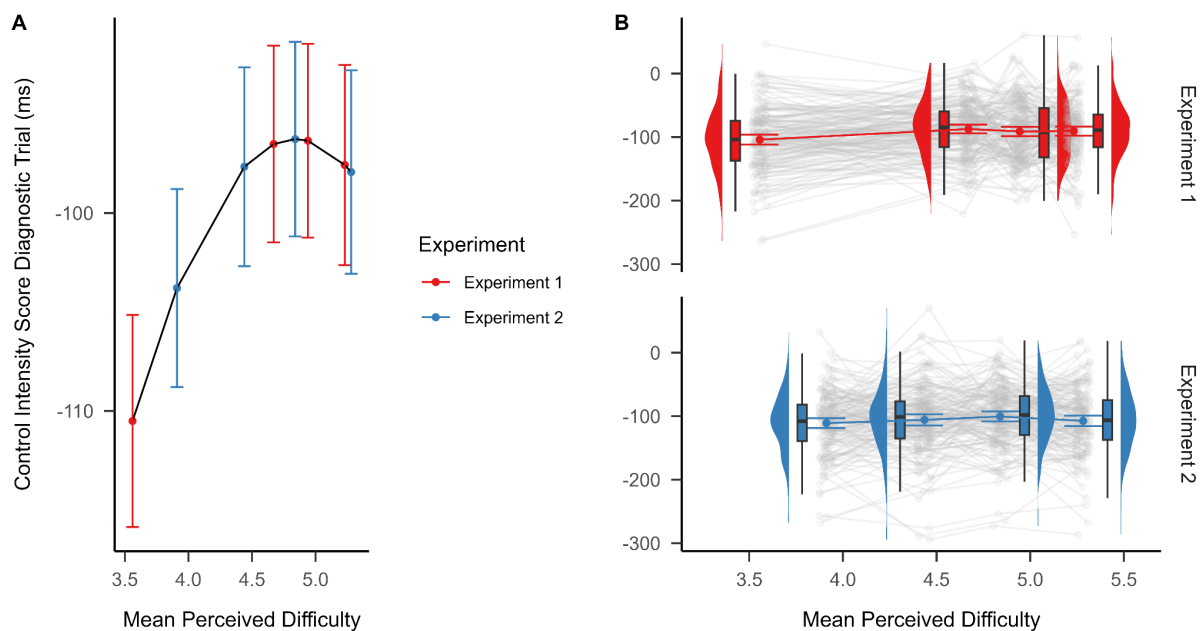 A
Control Intensity Score Diagnostic Trial (ms)
-100
-110
3.5 4.0 4.5 5.0
Mean Perceived Difficulty
Experiment
Experiment 1
Experiment 2
B
0
-100
-200
-300
Experiment 1
0
-100
-200
-300
Experiment 2
3.5 4.0 4.5 5.0 5.5
Mean Perceived Difficulty